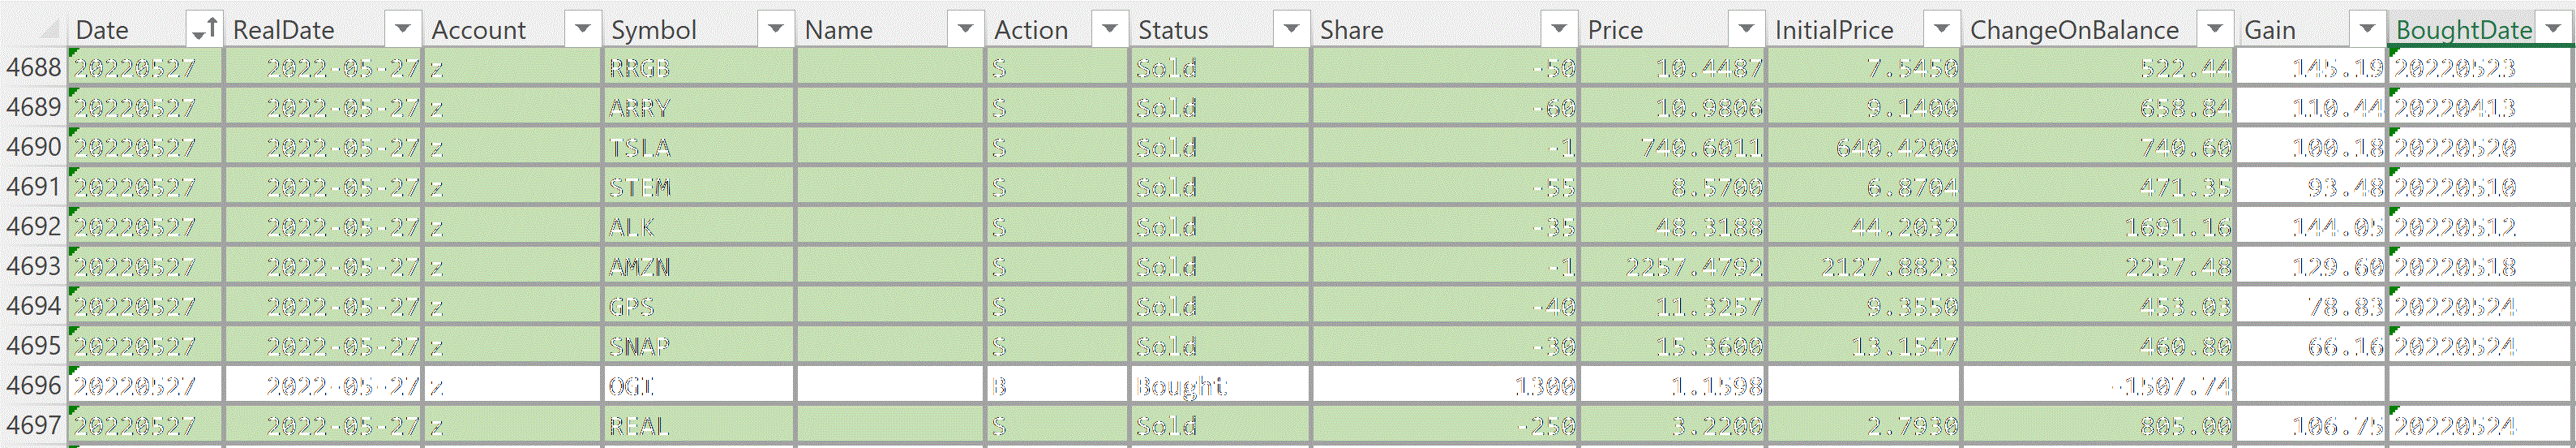 Date RealDate Account Symbol Name Action Status Share Price InitialPrice ChangeOnBalance Gain BoughtDate
4688 20220527 2022-05-27 z RRGB S Sold -50 10.4487 7.5450 522.44 145.19 20220523
4689 20220527 2022-05-27 z ARRY S Sold -60 10.9806 9.1400 658.84 110.44 20220413
4690 20220527 2022-05-27 z TSLA S Sold -1 740.6011 640.4200 740.60 100.18 20220520
4691 20220527 2022-05-27 z STEM S Sold -55 8.5700 6.8704 471.35 93.48 20220510
4692 20220527 2022-05-27 z ALK S Sold -35 48.3188 44.2032 1691.16 144.05 20220512
4693 20220527 2022-05-27 z AMZN S Sold -1 2257.4792 2127.8823 2257.48 129.60 20220518
4694 20220527 2022-05-27 z GPS S Sold -40 11.3257 9.3550 453.03 78.83 20220524
4695 20220527 2022-05-27 z SNAP S Sold -30 15.3600 13.1547 460.80 66.16 20220524
4696 20220527 2022-05-27 z OGI B Bought 1300 1.1598 -1507.74
4697 20220527 2022-05-27 z REAL S Sold -250 3.2200 2.7930 805.00 106.75 20220524